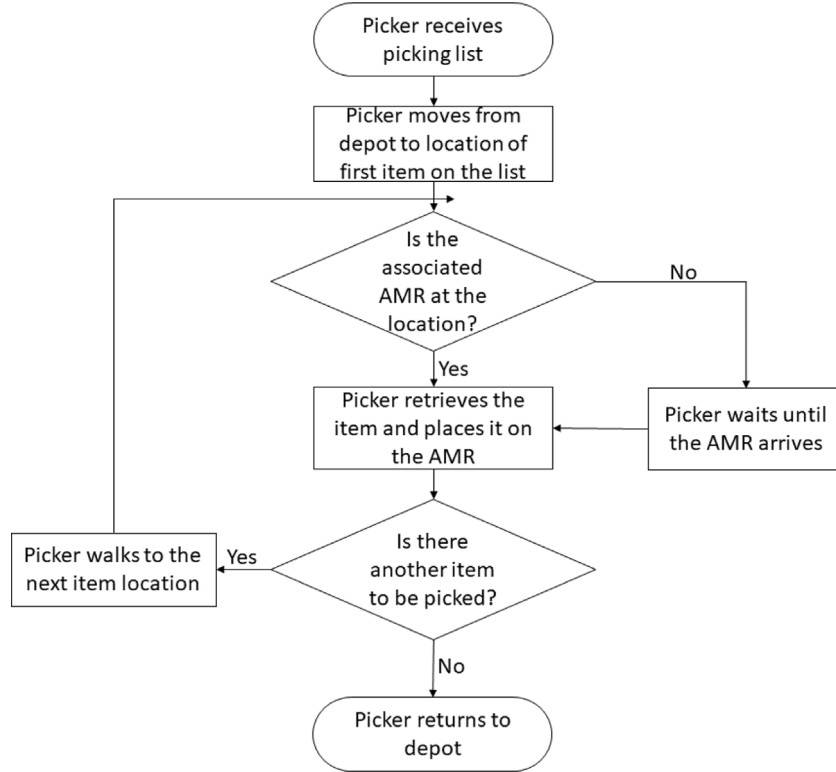 Picker receives
picking list
Picker moves from
depot to location of
first item on the list
Is the
associated
AMR at the
location?
No
Yes
Picker retrieves the
item and places it on
the AMR
Picker waits until
the AMR arrives
Is there
another item
to be picked?
Yes
Picker walks to the
next item location
No
Picker returns to
depot